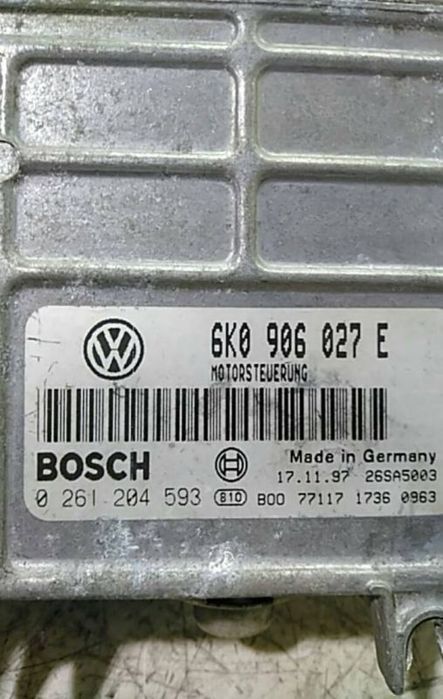 6K0 906 027 E
MOTORSTEUERUNG
BOSCH
Made in Germany
17.11.97 26SA5003
0 261 204 593 B10 B00 77117 1736 0963